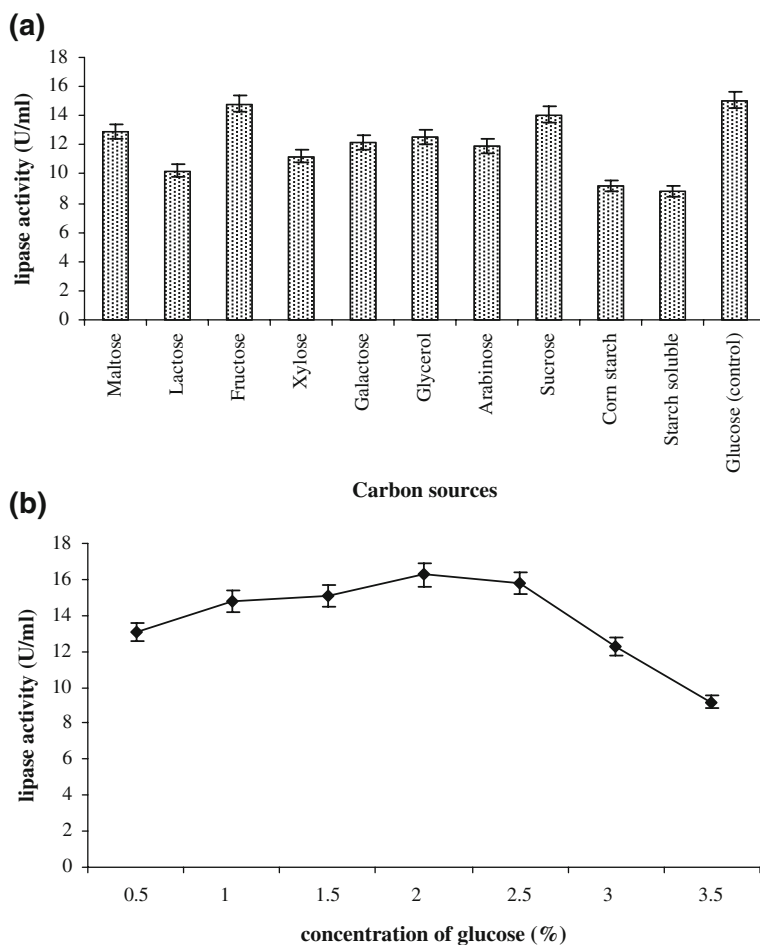 (a)
lipase activity (U/ml)
18
16
14
12
10
8
6
4
2
0
Maltose
Lactose
Fructose
Xylose
Galactose
Glycerol
Arabinose
Sucrose
Corn starch
Starch soluble
Glucose (control)
Carbon sources
(b)
lipase activity (U/ml)
18
16
14
12
10
8
6
4
2
0
0.5
1
1.5
2
2.5
3
3.5
concentration of glucose (%)